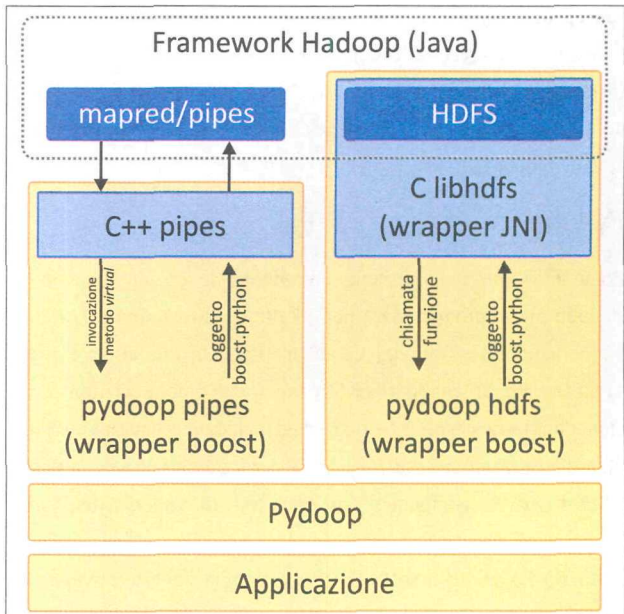 Framework Hadoop (Java)
mapred/pipes
HDFS
C++ pipes
C libhdfs
(wrapper JNI)
invocazione
metodo virtual
oggetto
boost.python
chiamata
funzione
oggetto
boost.python
pydoop pipes
(wrapper boost)
pydoop hdfs
(wrapper boost)
Pydoop
Applicazione